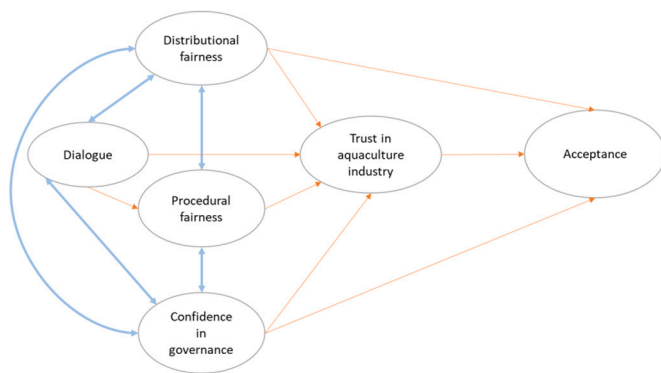 Distributional
fairness
Dialogue
Trust in
aquaculture
industry
Acceptance
Procedural
fairness
Confidence
in
governance